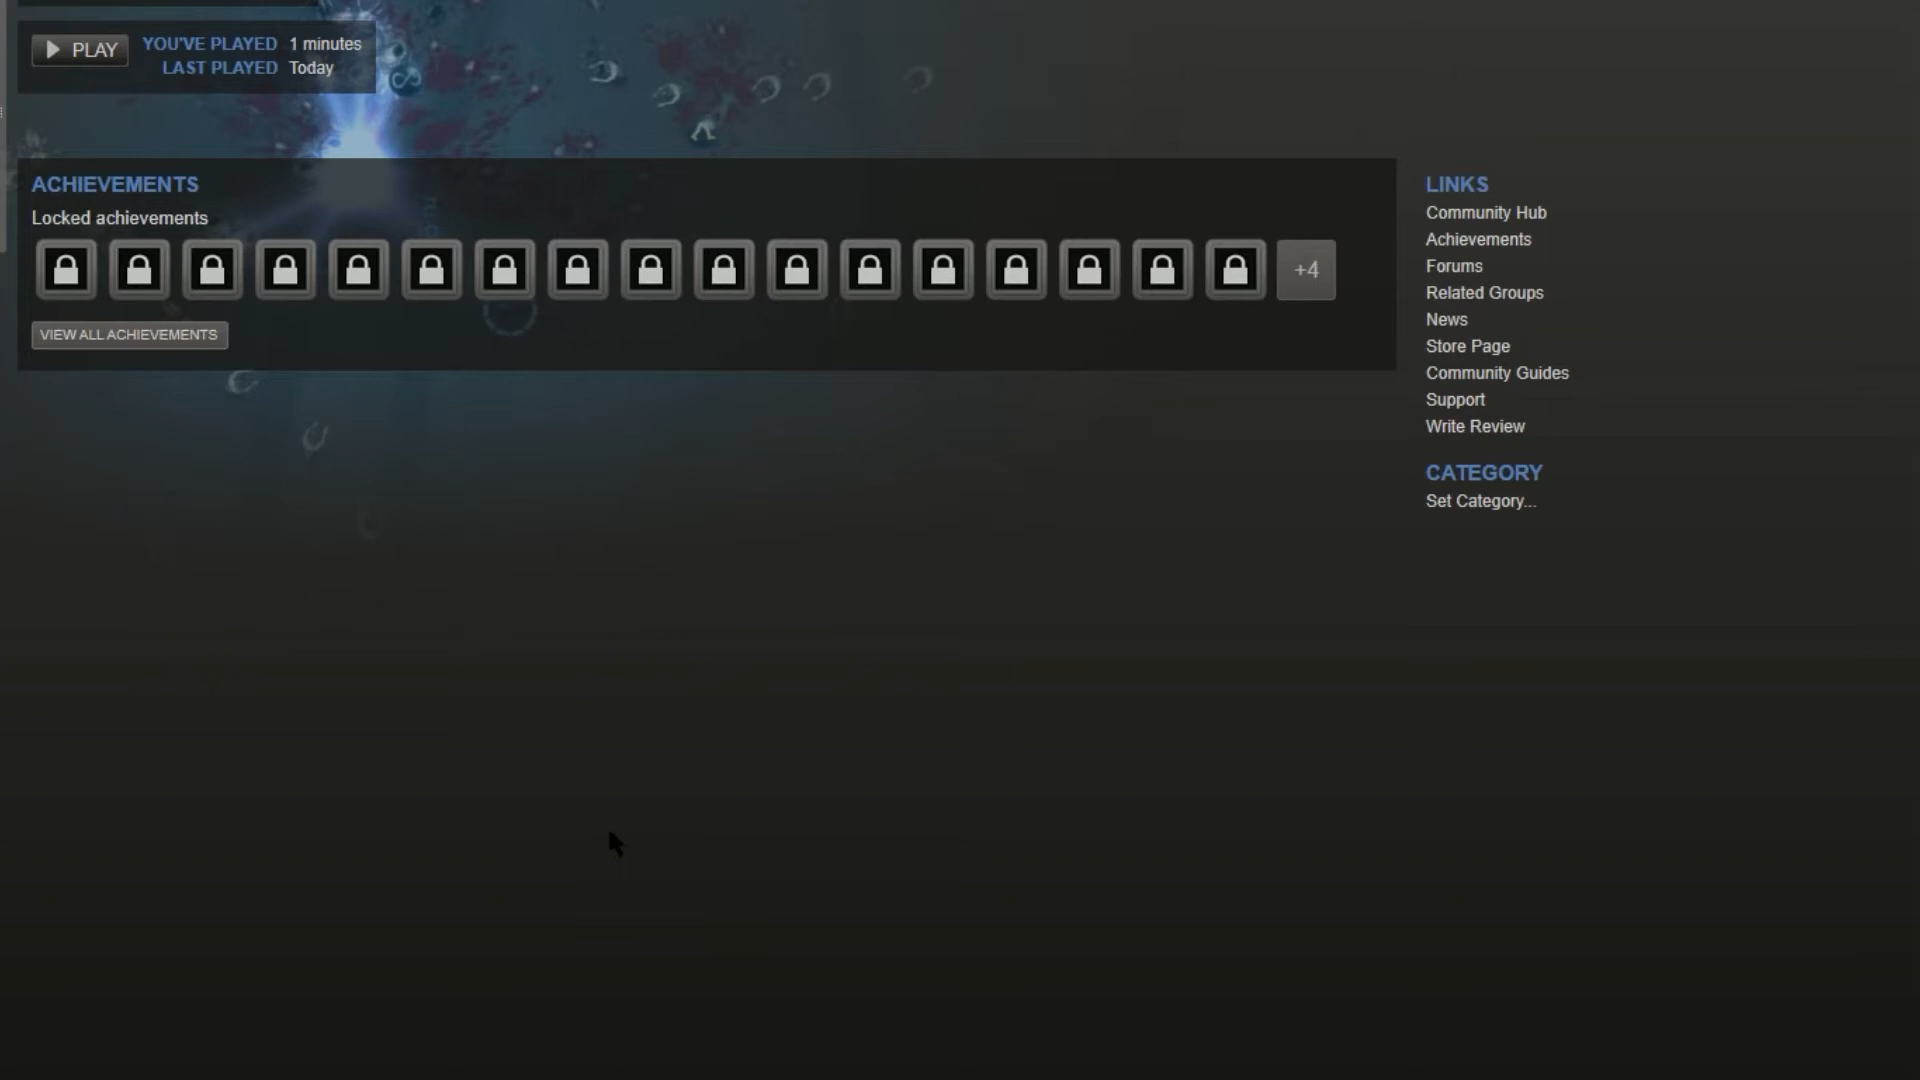 PLAY
YOU'VE PLAYED 1 minutes
LAST PLAYED Today
ACHIEVEMENTS
Locked achievements
+4
VIEW ALL ACHIEVEMENTS
LINKS
Community Hub
Achievements
Forums
Related Groups
News
Store Page
Community Guides
Support
Write Review
CATEGORY
Set Category...